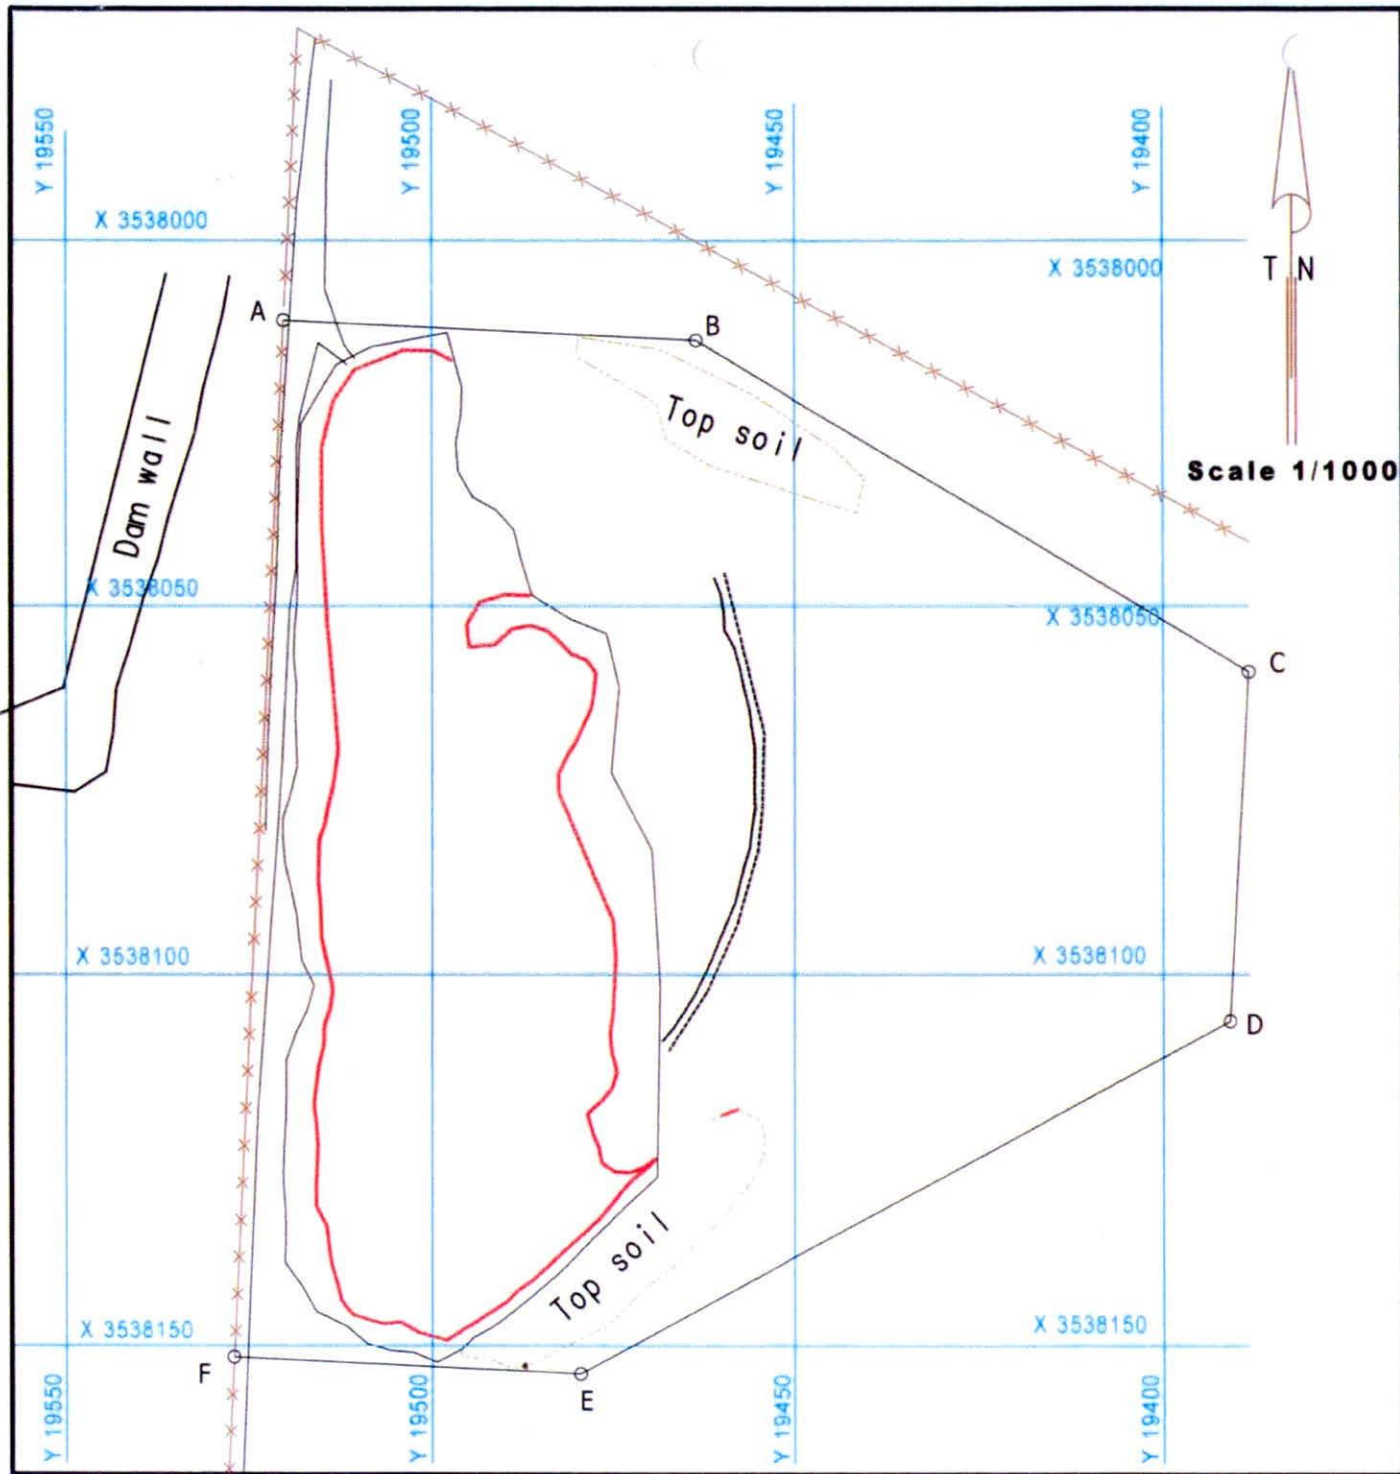 Y 19550
Y 19500
Y 19450
Y 19400
X 3538000
X 3538000
T N
Scale 1/1000
A
B
Top soil
Dam wall
X 3538050
X 3538050
C
X 3538100
X 3538100
D
Top soil
X 3538150
X 3538150
F
E
Y 19550
Y 19500
Y 19450
Y 19400